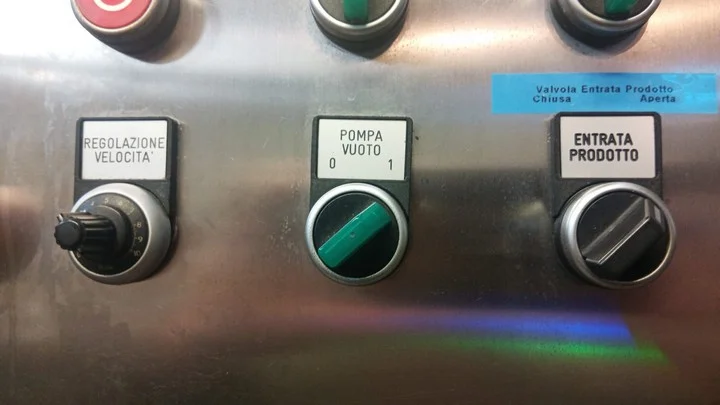 Valvola Entrata Prodotto
Chiusa Aperta
REGOLAZIONE
VELOCITA'
POMPA
VUOTO
0 1
ENTRATA
PRODOTTO